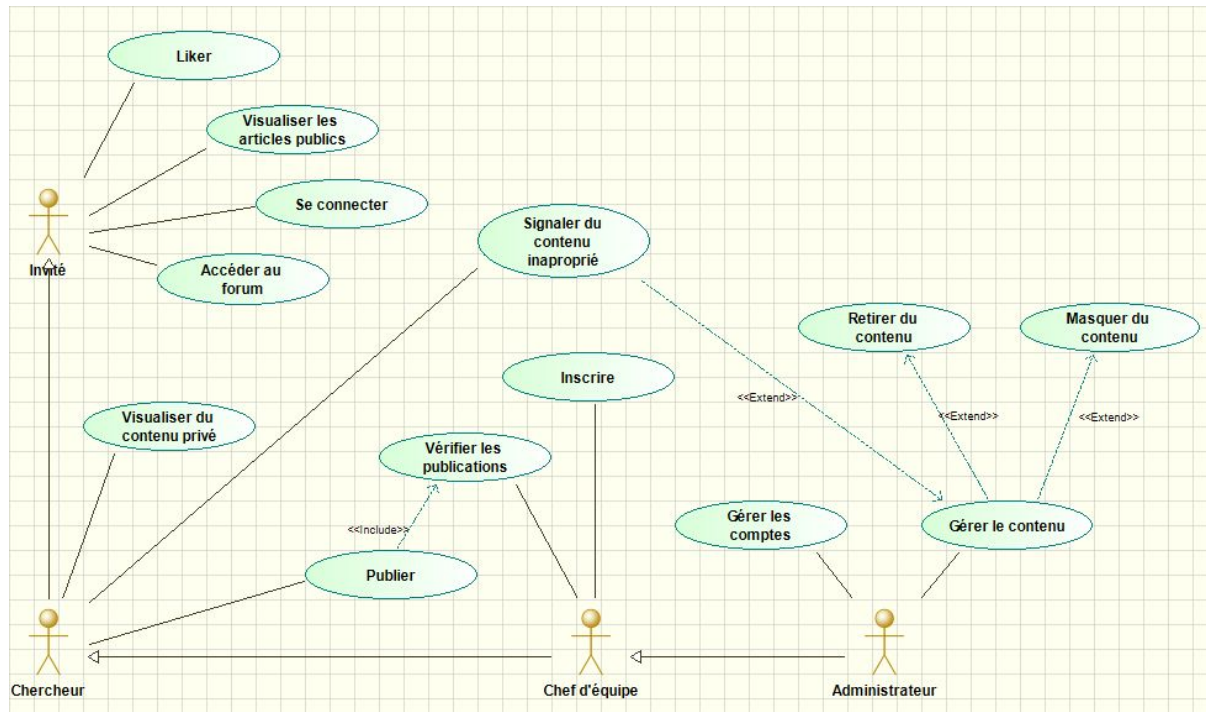 Liker
Visualiser les
articles publics
Se connecter
Accéder au
forum
Invité
Signaler du
contenu
inaproprié
Retirer du
contenu
Masquer du
contenu
Inscrire
<<Extend>>
<<Extend>>
<<Extend>>
Visualiser du
contenu privé
Vérifier les
publications
<<Include>>
Gérer les
comptes
Gérer le contenu
Publier
Chercheur
Chef d'équipe
Administrateur